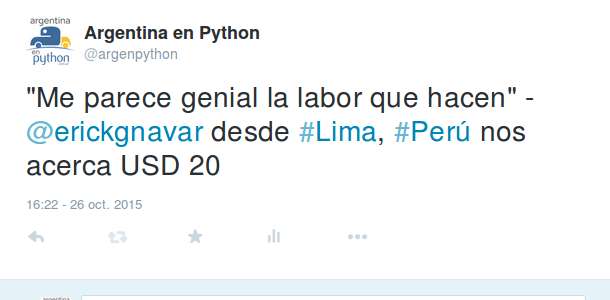 argentina
en
python
Argentina en Python
@argenpython
"Me parece genial la labor que hacen" -
@erickgnavar desde #Lima, #Perú nos
acerca USD 20
16:22 - 26 oct. 2015
argentina